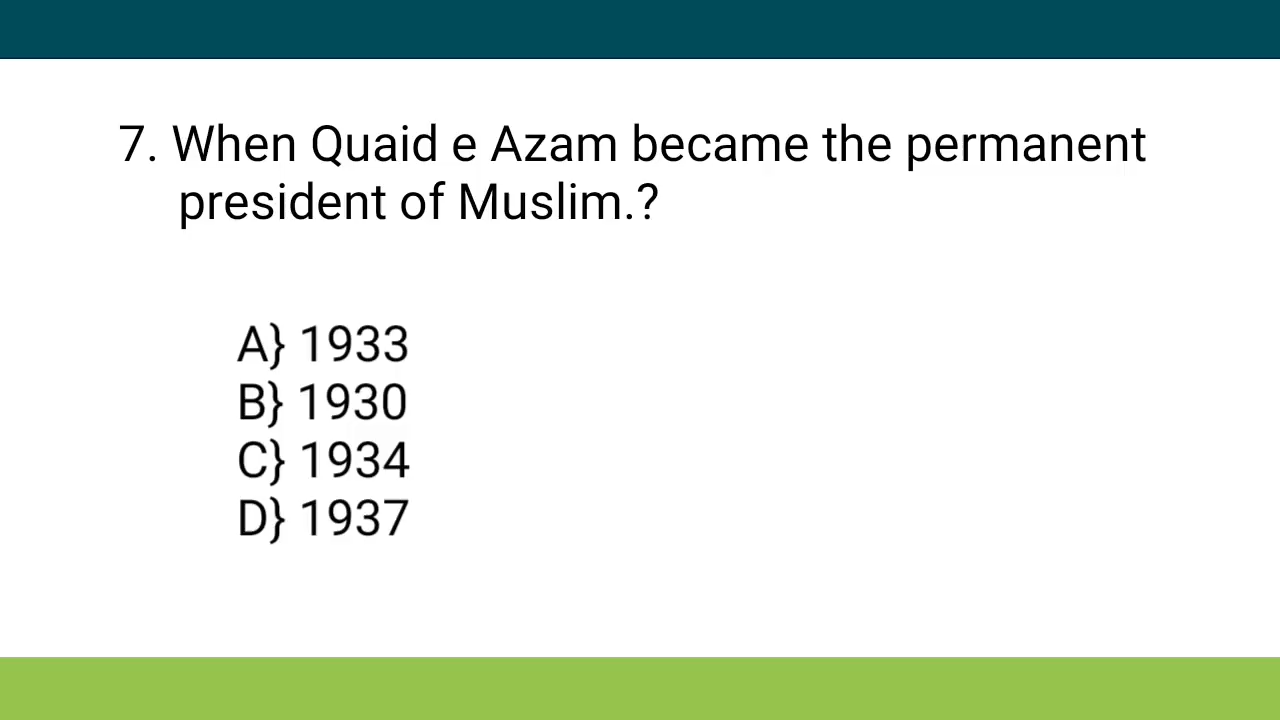 7. When Quaid e Azam became the permanent
president of Muslim.?
A} 1933
B} 1930
C} 1934
D} 1937